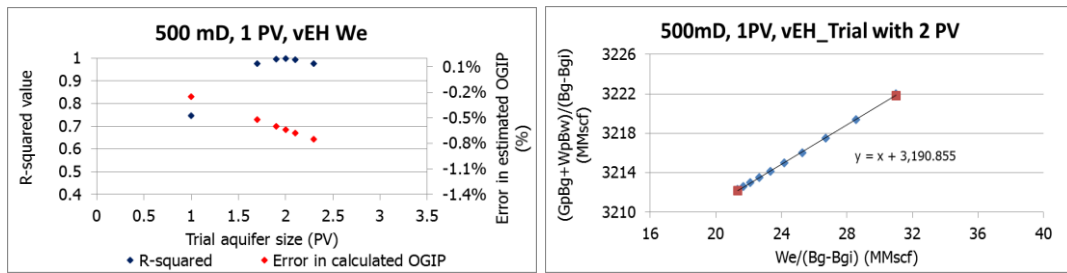 500 mD, 1 PV, vEH We
R-squared value
1
0.9
0.8
0.7
0.6
0.5
0.4
0.1%
-0.2%
-0.5%
-0.8%
-1.1%
-1.4%
Error in estimated OGIP
(%)
0 0.5 1 1.5 2 2.5 3 3.5
Trial aquifer size (PV)
R-squared Error in calculated OGIP
500mD, 1PV, vEH_Trial with 2 PV
(GpBg+WpBw)/(Bg-Bgi)
(MMscf)
3226
3222
3218
3214
3210
y = x + 3,190.855
16 20 24 28 32 36 40
We/(Bg-Bgi) (MMscf)